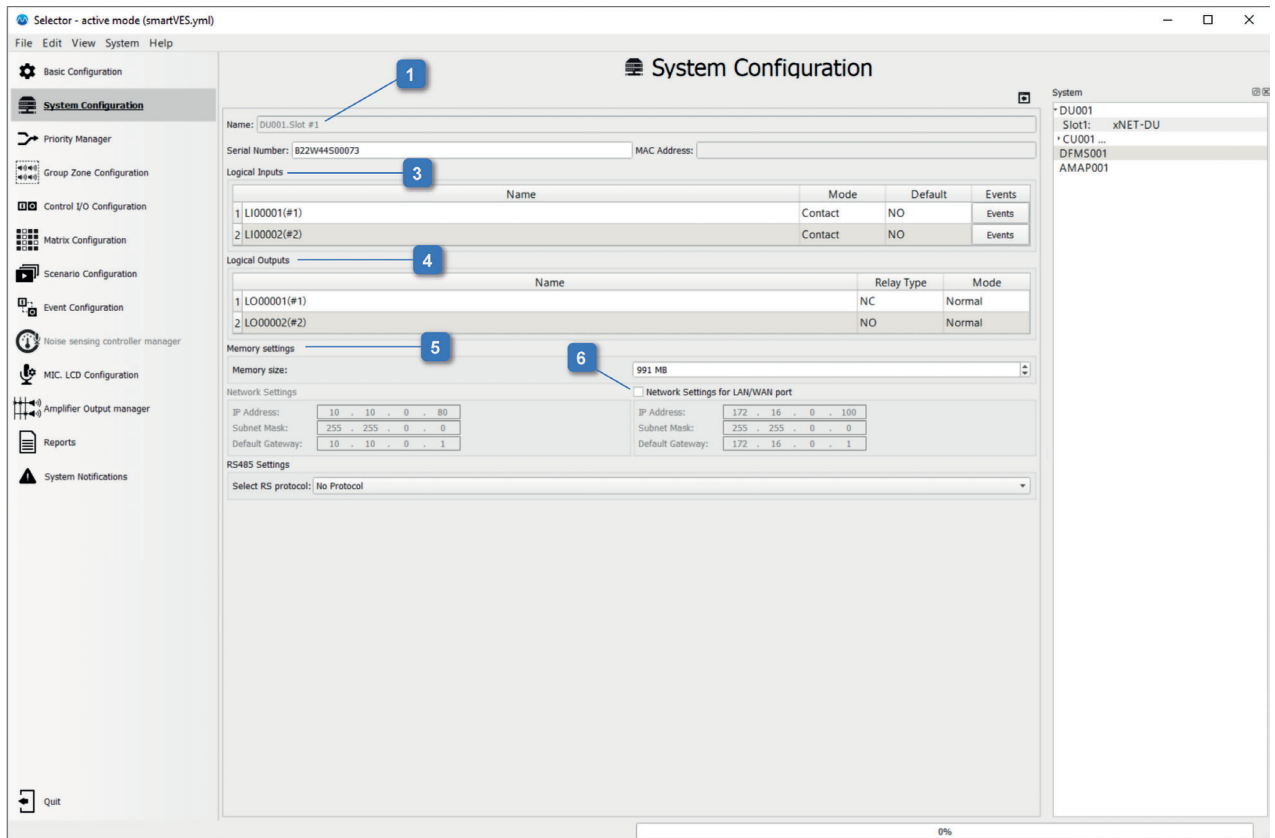 Selector - active mode (smartVES.yml)
File Edit View System Help
Basic Configuration
System Configuration
Priority Manager
Group Zone Configuration
Control I/O Configuration
Matrix Configuration
Scenario Configuration
Event Configuration
Noise sensing controller manager
MIC. LCD Configuration
Amplifier Output manager
Reports
System Notifications
Quit
System Configuration
1
Name: DU001.Slot #1
Serial Number: B22W44S00073 MAC Address:
Logical Inputs 3
Name Mode Default Events
1 LI00001(#1) Contact NO Events
2 LI00002(#2) Contact NO Events
Logical Outputs 4
Name Relay Type Mode
1 LO00001(#1) NC Normal
2 LO00002(#2) NO Normal
Memory settings 5
6
Memory size: 991 MB
Network Settings Network Settings for LAN/WAN port
IP Address: 10 . 10 . 0 . 80 IP Address: 172 . 16 . 0 . 100
Subnet Mask: 255 . 255 . 0 . 0 Subnet Mask: 255 . 255 . 0 . 0
Default Gateway: 10 . 10 . 0 . 1 Default Gateway: 172 . 16 . 0 . 1
RS485 Settings
Select RS protocol: No Protocol
System
DU001
Slot1: xNET-DU
CU001 ...
DFMS001
AMAP001
0%